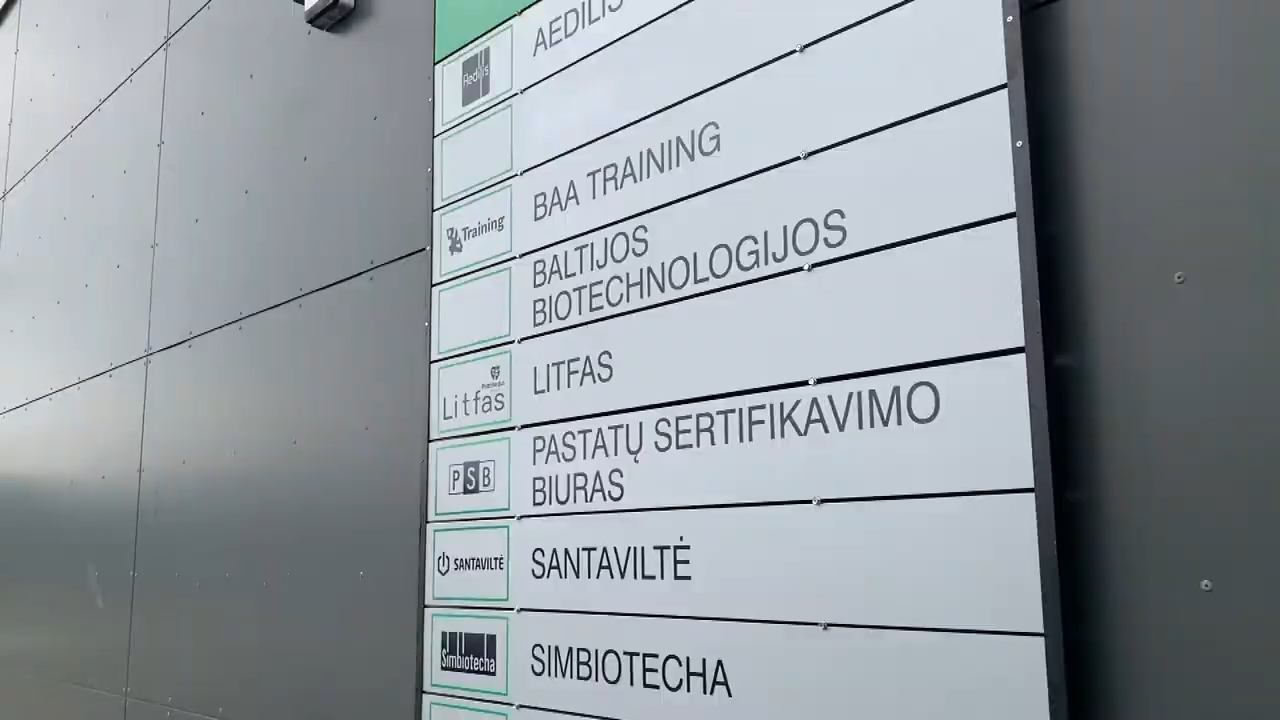 Aedilis
AEDILIS
Training
BAA TRAINING
BALTIJOS
BIOTECHNOLOGIJOS
Litfas
LITFAS
PSB
PASTATŲ SERTIFIKAVIMO
BIURAS
SANTAVILTĖ
SANTAVILTĖ
Simbiotecha
SIMBIOTECHA